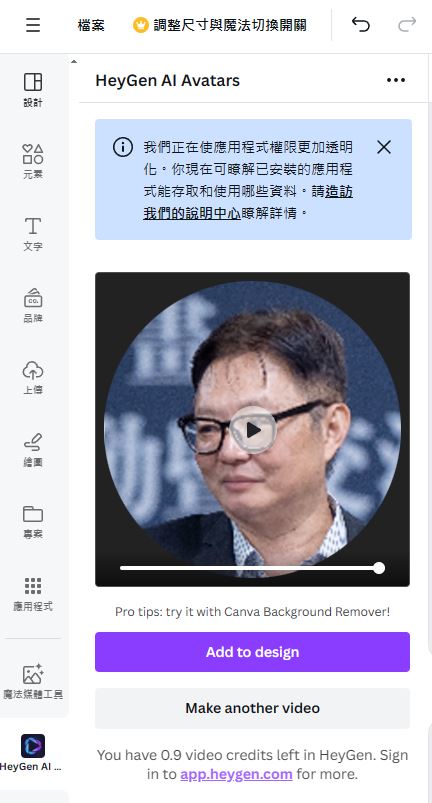 檔案
調整尺寸與魔法切換開關
設計
元素
文字
品牌
CO.
上傳
繪圖
專案
應用程式
魔法媒體工具
HeyGen AI ...
HeyGen AI Avatars
我們正在使應用程式權限更加透明
化。你現在可瞭解已安裝的應用程
式能存取和使用哪些資料。請造訪
我們的說明中心瞭解詳情。
Pro tips: try it with Canva Background Remover!
Add to design
Make another video
You have 0.9 video credits left in HeyGen. Sign
in to app.heygen.com for more.